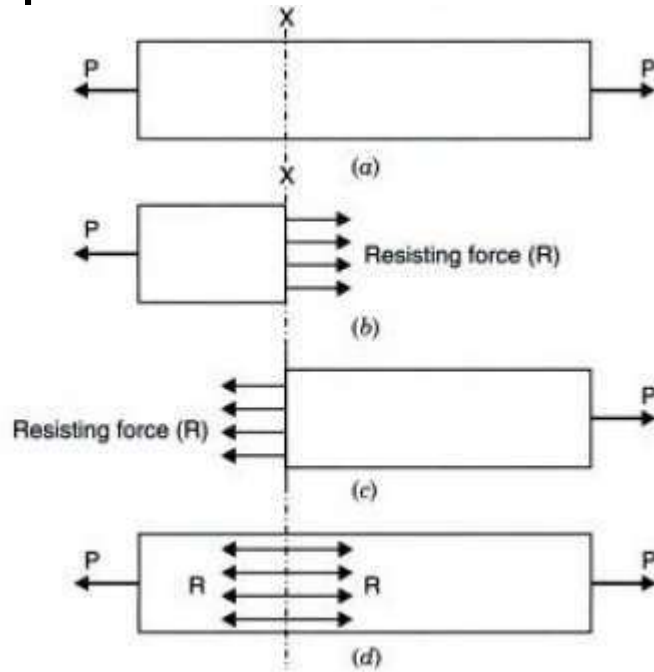 X
P P
(a)
X
P
Resisting force (R)
(b)
P
Resisting force (R)
(c)
P P
R R
(d)